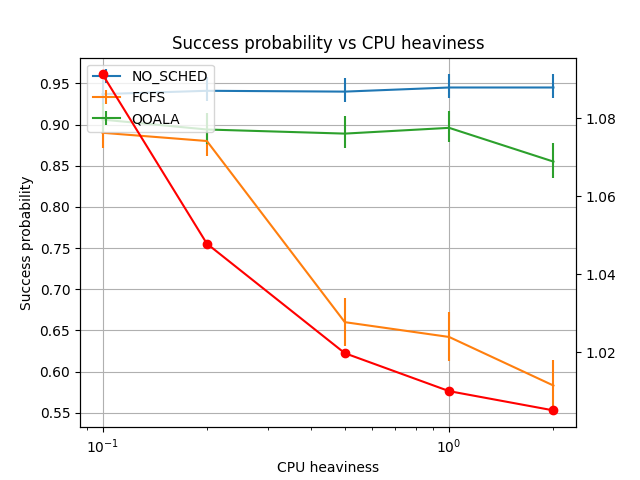 Success probability vs CPU heaviness
NO_SCHED
FCFS
QOALA
Success probability
0.95
0.90
0.85
0.80
0.75
0.70
0.65
0.60
0.55
1.08
1.06
1.04
1.02
10⁻¹
10⁰
CPU heaviness